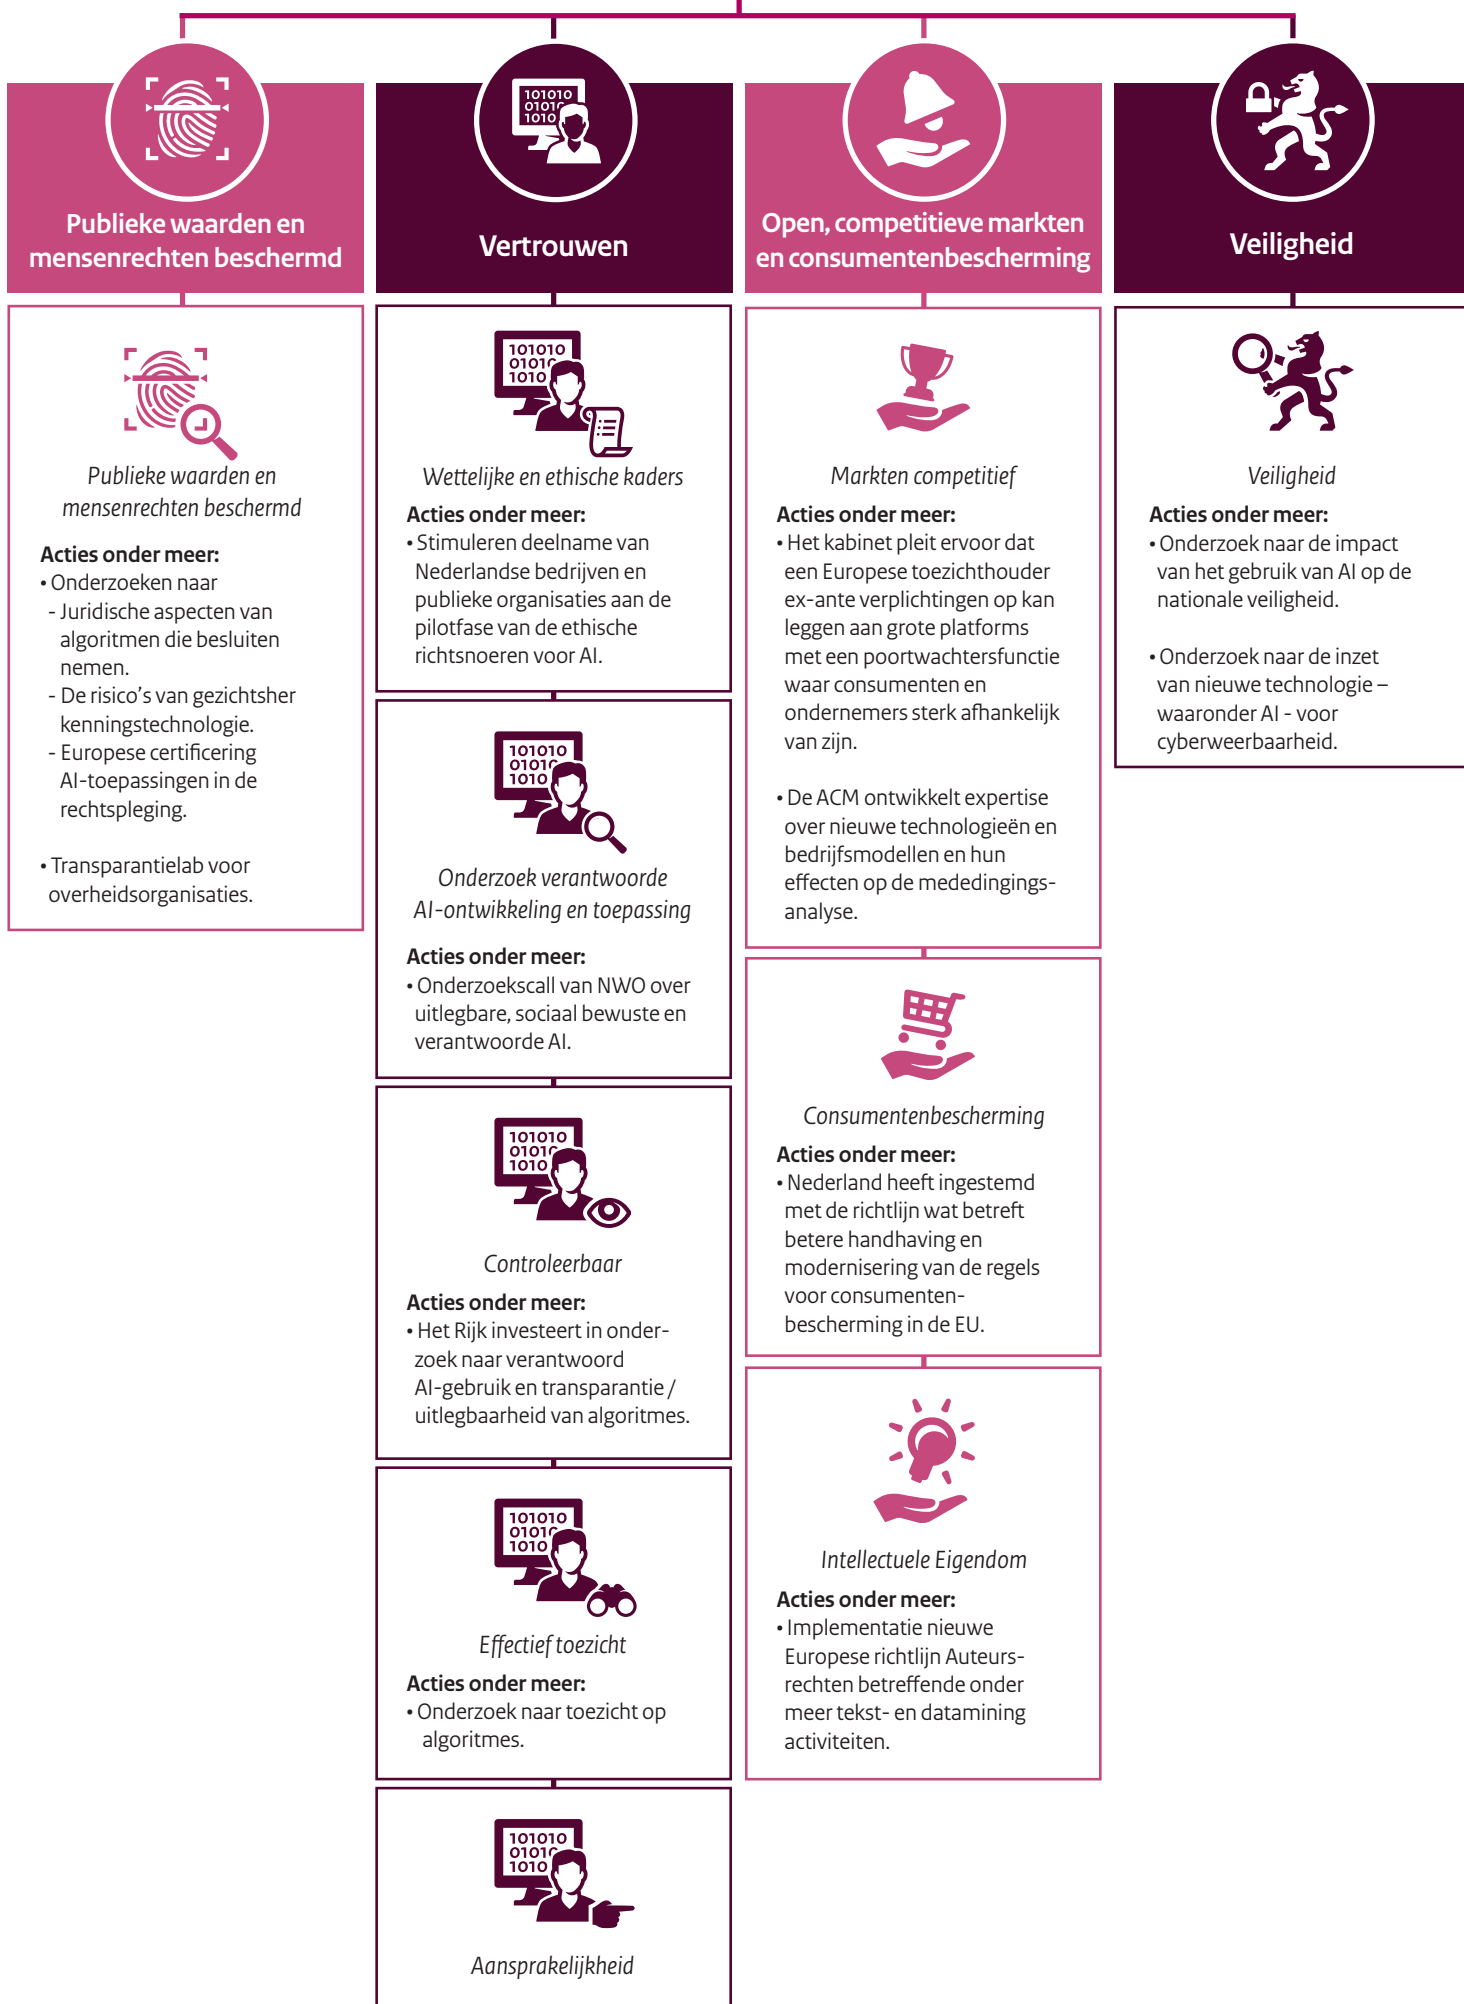 Publieke waarden en
mensenrechten beschermd
Publieke waarden en
mensenrechten beschermd
Acties onder meer:
• Onderzoeken naar
- Juridische aspecten van
algoritmen die besluiten
nemen.
- De risico's van gezichtsher
kenningstechnologie.
- Europese certificering
AI-toepassingen in de
rechtspleging.
• Transparantielab voor
overheidsorganisaties.
101010
01010
1010
Vertrouwen
101010
01010
1010
Wettelijke en ethische kaders
Acties onder meer:
• Stimuleren deelname van
Nederlandse bedrijven en
publieke organisaties aan de
pilotfase van de ethische
richtsnoeren voor AI.
101010
01010
1010
Onderzoek verantwoorde
AI-ontwikkeling en toepassing
Acties onder meer:
• Onderzoekscall van NWO over
uitlegbare, sociaal bewuste en
verantwoorde AI.
101010
01010
1010
Controleerbaar
Acties onder meer:
• Het Rijk investeert in onder-
zoek naar verantwoord
AI-gebruik en transparantie /
uitlegbaarheid van algoritmes.
101010
01010
1010
Effectief toezicht
Acties onder meer:
• Onderzoek naar toezicht op
algoritmes.
101010
01010
1010
Aansprakelijkheid
Open, competitieve markten
en consumentenbescherming
Markten competitief
Acties onder meer:
• Het kabinet pleit ervoor dat
een Europese toezichthouder
ex-ante verplichtingen op kan
leggen aan grote platforms
met een poortwachtersfunctie
waar consumenten en
ondernemers sterk afhankelijk
van zijn.
• De ACM ontwikkelt expertise
over nieuwe technologieën en
bedrijfsmodellen en hun
effecten op de mededingings-
analyse.
Consumentenbescherming
Acties onder meer:
• Nederland heeft ingestemd
met de richtlijn wat betreft
betere handhaving en
modernisering van de regels
voor consumenten-
bescherming in de EU.
Intellectuele Eigendom
Acties onder meer:
• Implementatie nieuwe
Europese richtlijn Auteurs-
rechten betreffende onder
meer tekst- en datamining
activiteiten.
Veiligheid
Veiligheid
Acties onder meer:
• Onderzoek naar de impact
van het gebruik van AI op de
nationale veiligheid.
• Onderzoek naar de inzet
van nieuwe technologie –
waaronder AI - voor
cyberweerbaarheid.